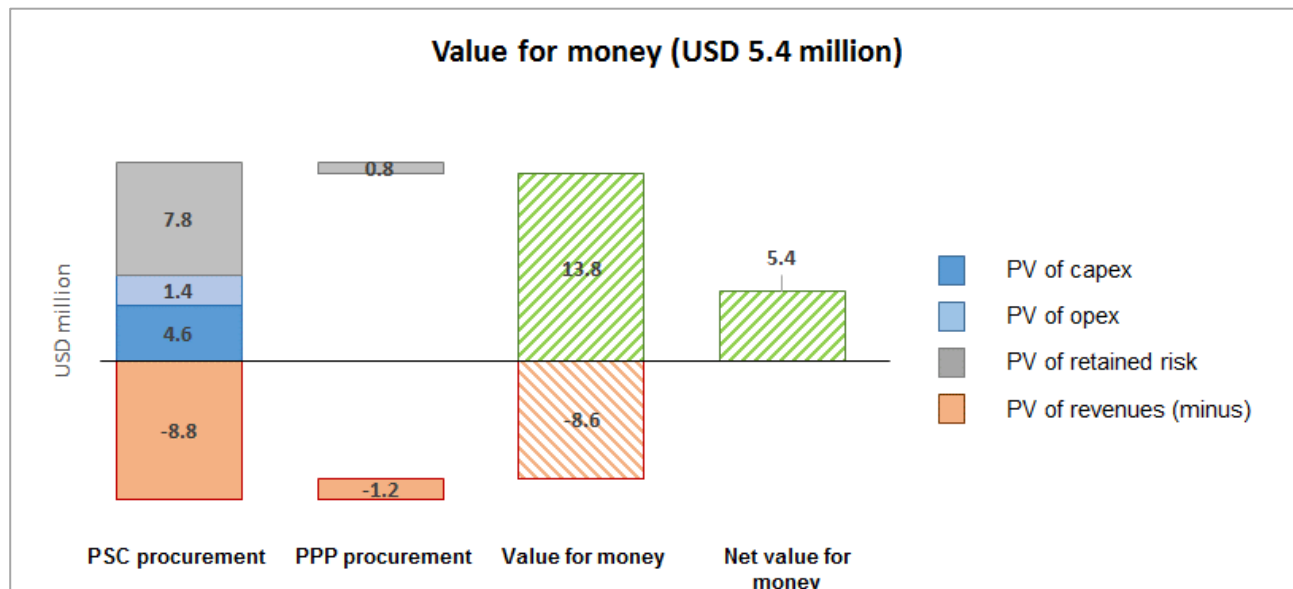 Value for money (USD 5.4 million)
USD million
7.8
1.4
4.6
-8.8
0.8
-1.2
13.8
-8.6
5.4
PV of capex
PV of opex
PV of retained risk
PV of revenues (minus)
PSC procurement
PPP procurement
Value for money
Net value for
money